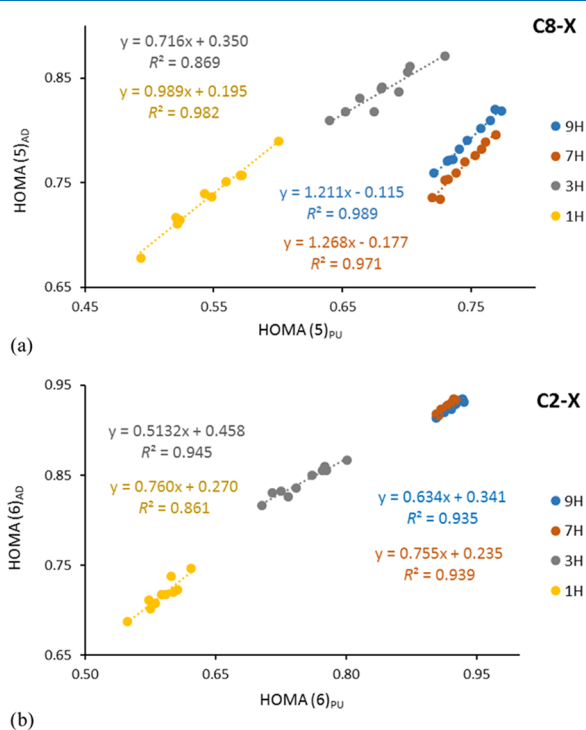 C8-X
y = 0.716x + 0.350
R² = 0.869
0.85
y = 0.989x + 0.195
R² = 0.982
HOMA (5)AD
9H
7H
3H
1H
0.75
y = 1.211x - 0.115
R² = 0.989
y = 1.268x - 0.177
R² = 0.971
0.65
0.45
0.55
0.65
0.75
HOMA (5)PU
(a)
0.95
C2-X
y = 0.5132x + 0.458
R² = 0.945
0.85
y = 0.760x + 0.270
R² = 0.861
HOMA (6)AD
y = 0.634x + 0.341
R² = 0.935
9H
7H
3H
1H
0.75
y = 0.755x + 0.235
R² = 0.939
0.65
0.50
0.65
0.80
0.95
HOMA (6)PU
(b)